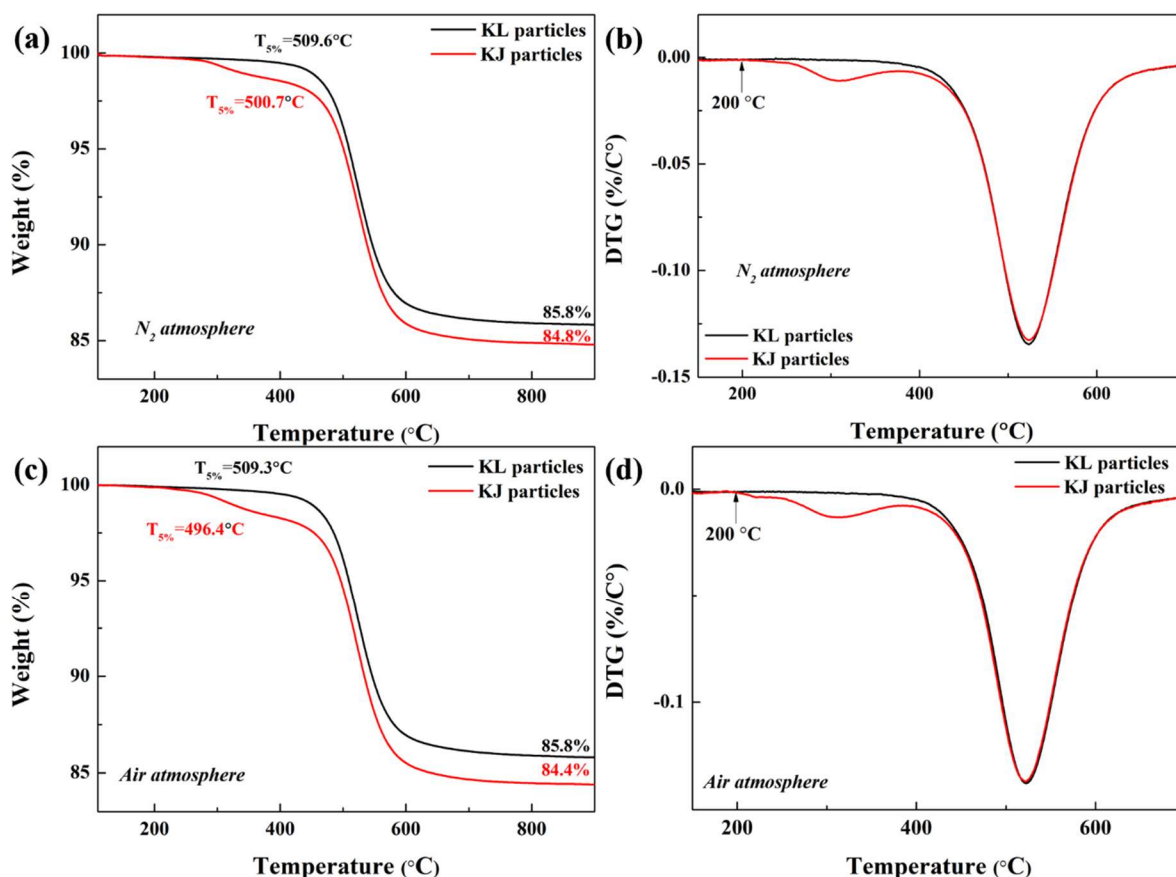 (a)
T5%=509.6°C
KL particles
KJ particles
T5%=500.7°C
100
95
90
85
Weight (%)
N2 atmosphere
85.8%
84.8%
200
400
600
800
Temperature (°C)
(b)
0.00
-0.05
-0.10
-0.15
DTG (%/C°)
200 °C
N2 atmosphere
KL particles
KJ particles
200
400
600
Temperature (°C)
(c)
T5%=509.3°C
KL particles
KJ particles
T5%=496.4°C
100
95
90
85
Weight (%)
Air atmosphere
85.8%
84.4%
200
400
600
800
Temperature (°C)
(d)
KL particles
KJ particles
0.0
-0.1
DTG (%/C°)
200 °C
Air atmosphere
200
400
600
Temperature (°C)